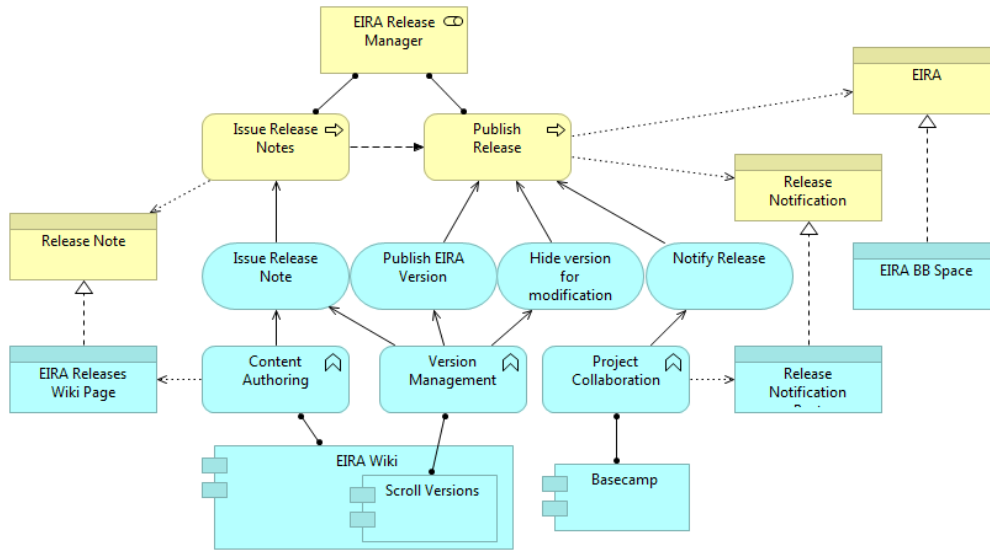 EIRA Release
Manager
Issue Release
Notes
Publish
Release
EIRA
Release
Notification
Release Note
Issue Release
Note
Publish EIRA
Version
Hide version
for
modification
Notify Release
EIRA BB Space
EIRA Releases
Wiki Page
Content
Authoring
Version
Management
Project
Collaboration
Release
Notification
EIRA Wiki
Scroll Versions
Basecamp